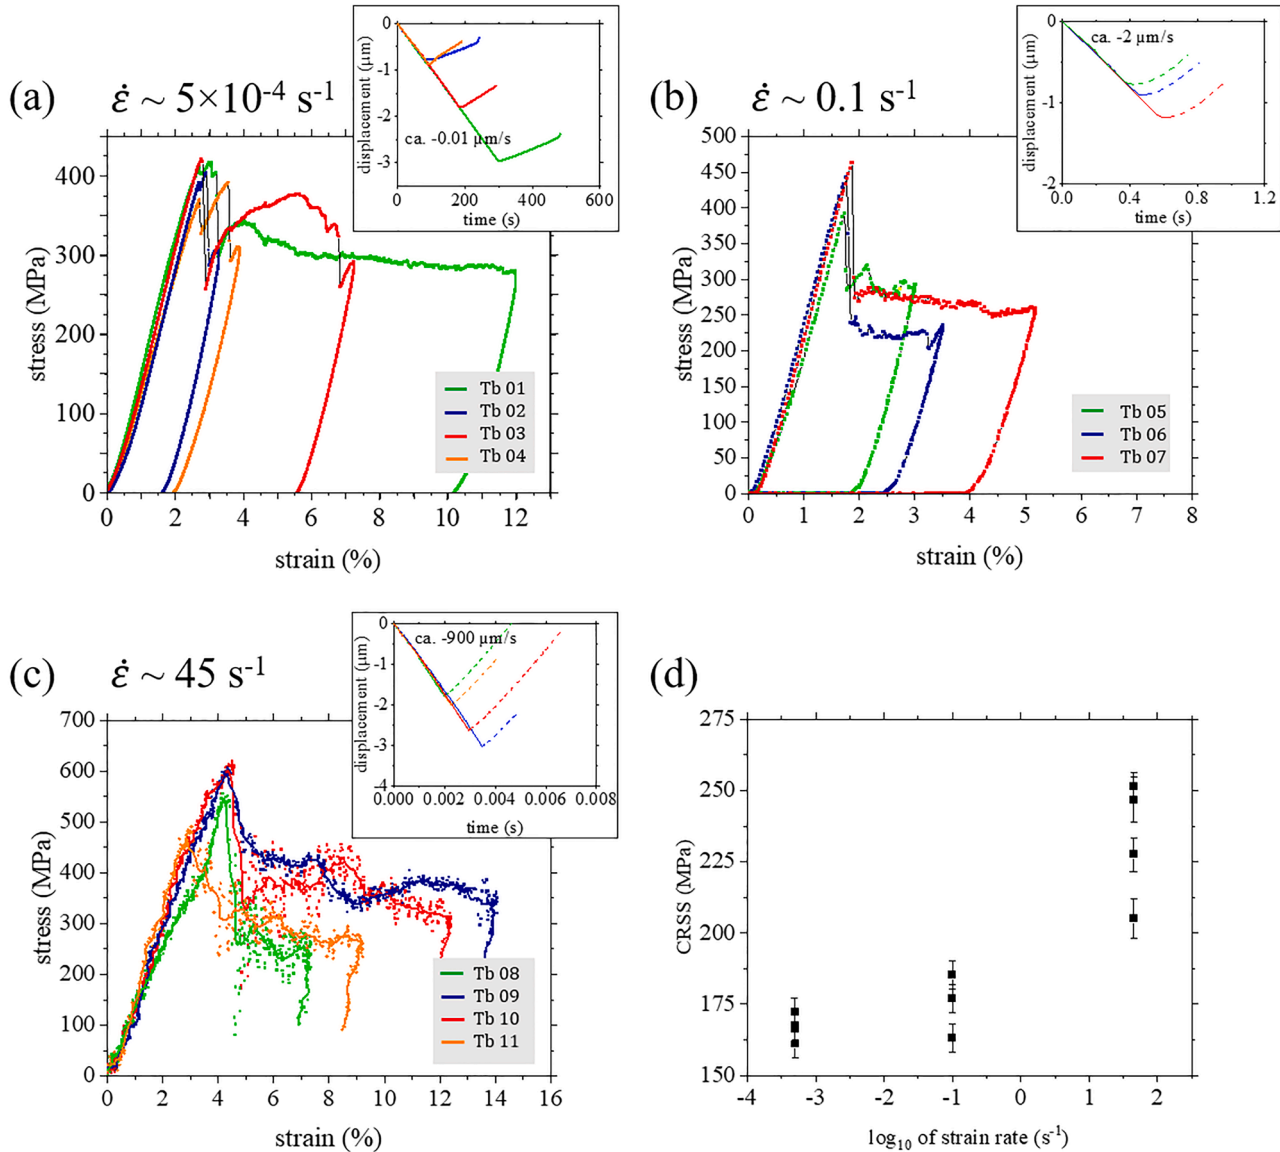 (a)
ε̇ ~ 5×10-4 s-1
stress (MPa)
400
300
200
100
0
0 2 4 6 8 10 12
strain (%)
Tb 01
Tb 02
Tb 03
Tb 04
displacement (μm)
0
-1
-2
-3
ca. -0.01 μm/s
0 200 400 600
time (s)
(b)
ε̇ ~ 0.1 s-1
stress (MPa)
500
450
400
350
300
250
200
150
100
50
0
0 1 2 3 4 5 6 7 8
strain (%)
Tb 05
Tb 06
Tb 07
displacement (μm)
0
-1
-2
ca. -2 μm/s
0.0 0.4 0.8 1.2
time (s)
(c)
ε̇ ~ 45 s-1
stress (MPa)
700
600
500
400
300
200
100
0
0 2 4 6 8 10 12 14 16
strain (%)
Tb 08
Tb 09
Tb 10
Tb 11
displacement (μm)
0
-1
-2
-3
-4
ca. -900 μm/s
0.000 0.002 0.004 0.006 0.008
time (s)
(d)
CRSS (MPa)
275
250
225
200
175
150
-4 -3 -2 -1 0 1 2
log10 of strain rate (s-1)